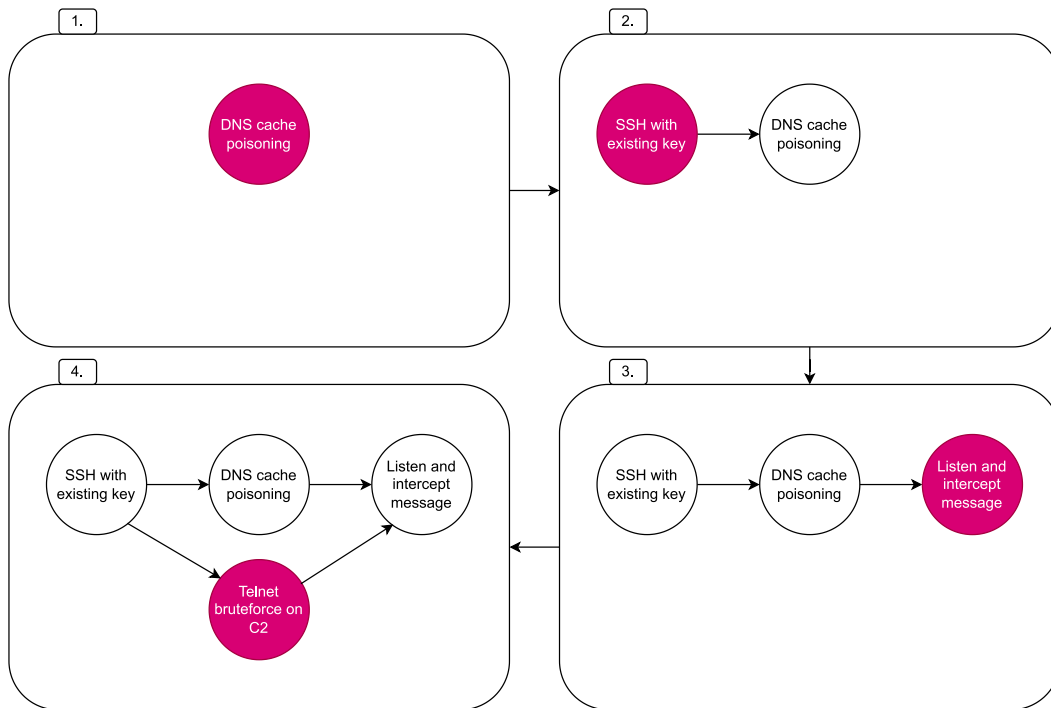 1.
DNS cache
poisoning
2.
SSH with
existing key
DNS cache
poisoning
3.
SSH with
existing key
DNS cache
poisoning
Listen and
intercept
message
4.
SSH with
existing key
DNS cache
poisoning
Listen and
intercept
message
Telnet
bruteforce on
C2